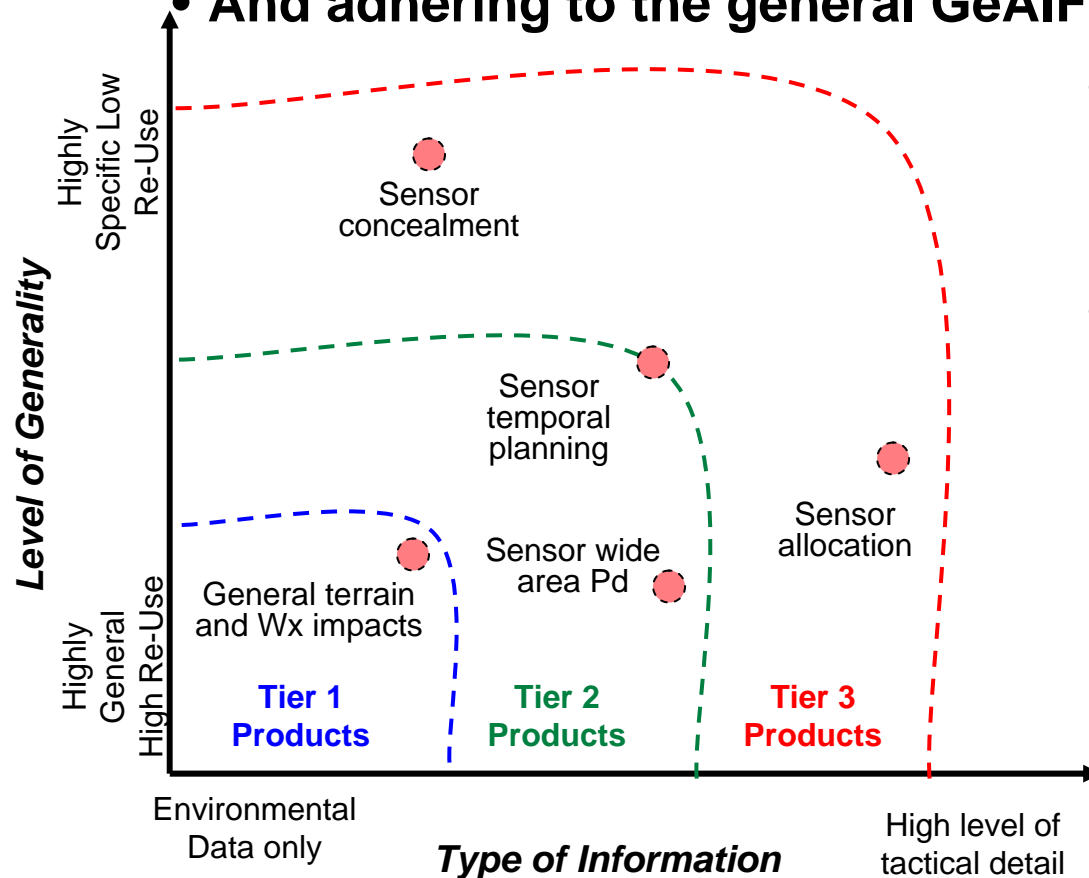 • And adhering to the general GeAIF
Highly
Specific Low
Re-Use
Sensor
concealment
Level of Generality
Sensor
temporal
planning
Sensor
allocation
Sensor wide
area Pd
General terrain
and Wx impacts
Highly
General
High Re-Use
Tier 1
Products
Tier 2
Products
Tier 3
Products
Environmental
Data only
Type of Information
High level of
tactical detail